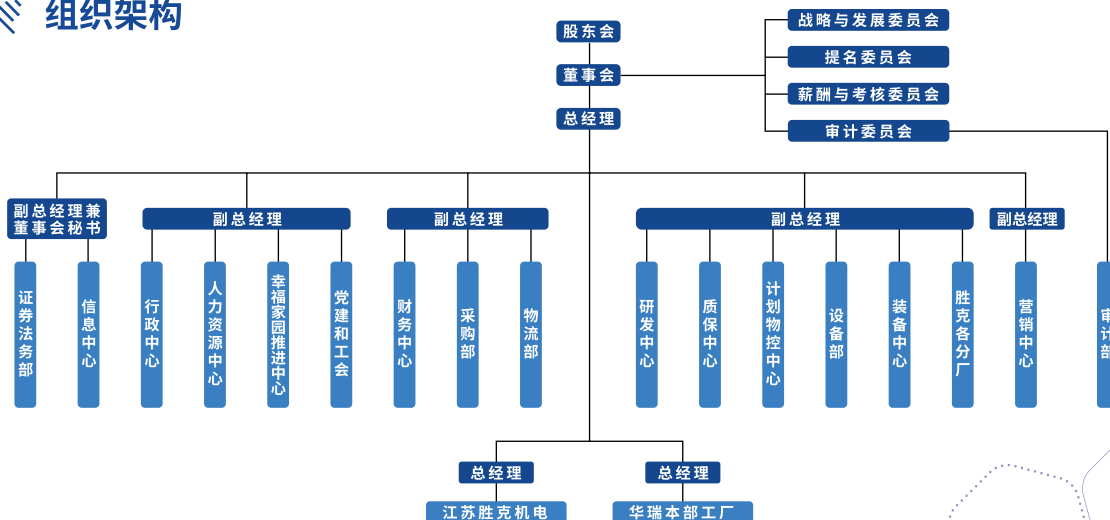 组织架构
股东会
董事会
总经理
战略与发展委员会
提名委员会
薪酬与考核委员会
审计委员会
副总经理兼
董事会秘书
副总经理
副总经理
副总经理
副总经理
证券法务部
信息中心
行政中心
人力资源中心
幸福家园推进中心
党建和工会
财务中心
采购部
物流部
研发中心
质保中心
计划物控中心
设备部
装备中心
胜克各分厂
营销中心
审计部
总经理
总经理
江苏胜克机电
华瑞本部工厂